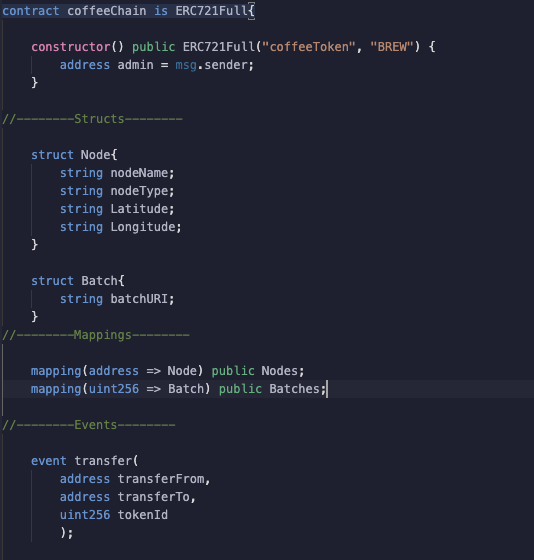 contract coffeeChain is ERC721Full{
constructor() public ERC721Full("coffeeToken", "BREW") {
address admin = msg.sender;
}
//--------Structs--------
struct Node{
string nodeName;
string nodeType;
string Latitude;
string Longitude;
}
struct Batch{
string batchURI;
}
//--------Mappings--------
mapping(address => Node) public Nodes;
mapping(uint256 => Batch) public Batches;
//--------Events--------
event transfer(
address transferFrom,
address transferTo,
uint256 tokenId
);